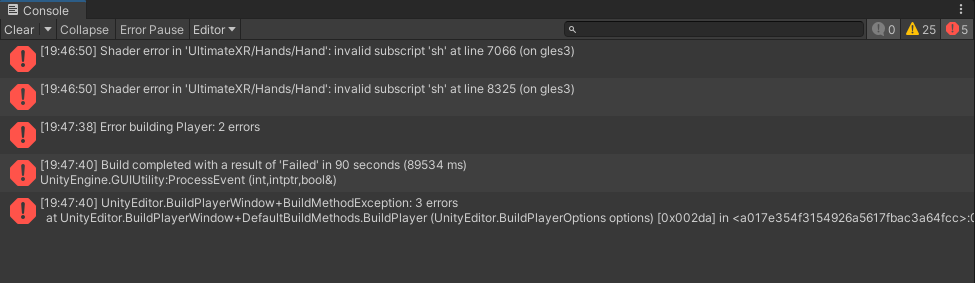 Console
Clear Collapse Error Pause Editor 0 25 5
[19:46:50] Shader error in 'UltimateXR/Hands/Hand': invalid subscript 'sh' at line 7066 (on gles3)
[19:46:50] Shader error in 'UltimateXR/Hands/Hand': invalid subscript 'sh' at line 8325 (on gles3)
[19:47:38] Error building Player: 2 errors
[19:47:40] Build completed with a result of 'Failed' in 90 seconds (89534 ms)
UnityEngine.GUIUtility:ProcessEvent (int,intptr,bool&)
[19:47:40] UnityEditor.BuildPlayerWindow+BuildMethodException: 3 errors
at UnityEditor.BuildPlayerWindow+DefaultBuildMethods.BuildPlayer (UnityEditor.BuildPlayerOptions options) [0x002da] in <a017e354f3154926a5617fbac3a64fcc>:0